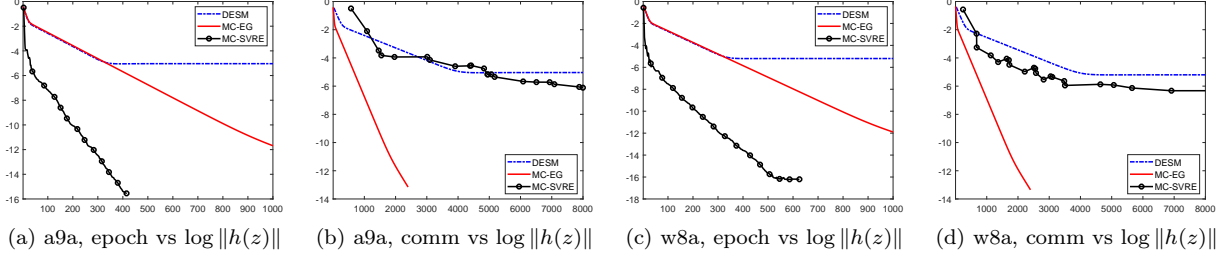 0
-2
-4
-6
-8
-10
-12
-14
-16
0 100 200 300 400 500 600 700 800 900 1000
DESM
MC-EG
MC-SVRE
(a) a9a, epoch vs log ‖h(z)‖
0
-2
-4
-6
-8
-10
-12
-14
1000 2000 3000 4000 5000 6000 7000 8000
DESM
MC-EG
MC-SVRE
(b) a9a, comm vs log ‖h(z)‖
0
-2
-4
-6
-8
-10
-12
-14
-16
-18
0 100 200 300 400 500 600 700 800 900 1000
DESM
MC-EG
MC-SVRE
(c) w8a, epoch vs log ‖h(z)‖
0
-2
-4
-6
-8
-10
-12
-14
1000 2000 3000 4000 5000 6000 7000 8000
DESM
MC-EG
MC-SVRE
(d) w8a, comm vs log ‖h(z)‖